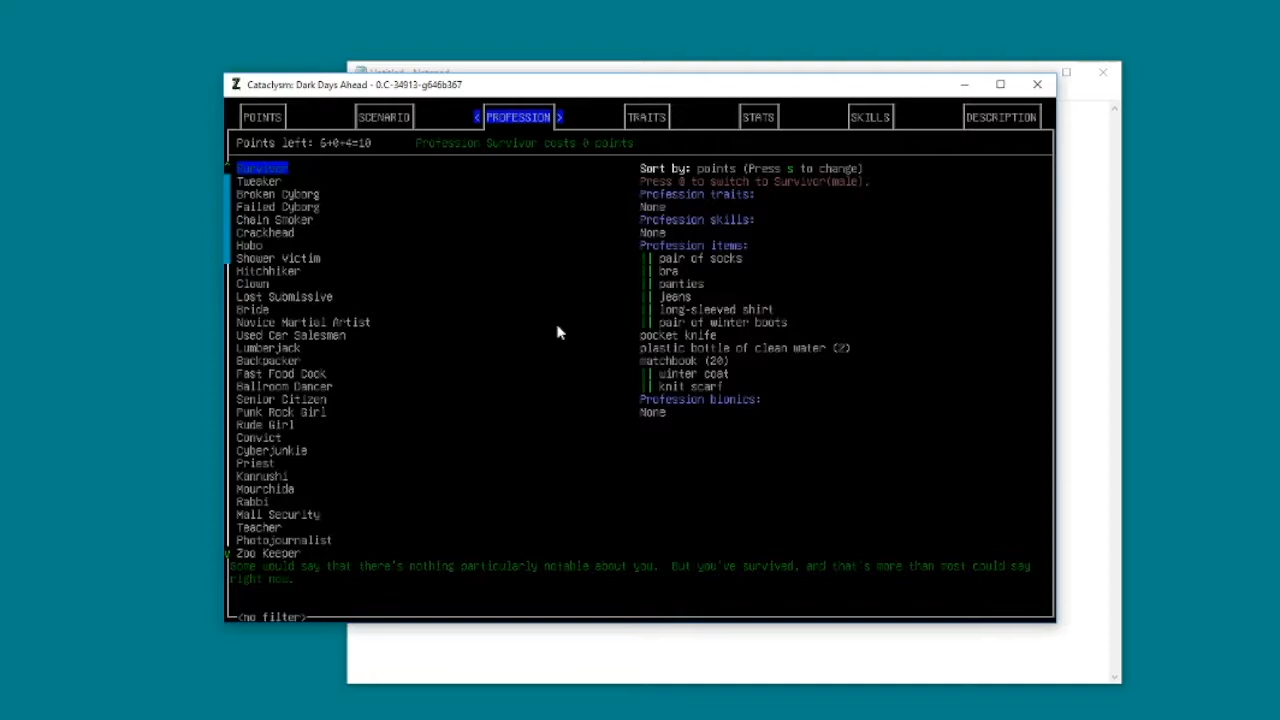 Untitled - Notepad
Cataclysm: Dark Days Ahead - 0.C-34913-g646b367
POINTS SCENARIO < PROFESSION > TRAITS STATS SKILLS DESCRIPTION
Points left: 6+0+4=10 Profession Survivor costs 0 points
Survivor
Tweaker
Broken Cyborg
Failed Cyborg
Chain Smoker
Crackhead
Hobo
Shower Victim
Hitchhiker
Clown
Lost Submissive
Bride
Novice Martial Artist
Used Car Salesman
Lumberjack
Backpacker
Fast Food Cook
Ballroom Dancer
Senior Citizen
Punk Rock Girl
Rude Girl
Convict
Cyberjunkie
Priest
Kannushi
Mourchida
Rabbi
Mall Security
Teacher
Photojournalist
Zoo Keeper
Sort by: points (Press s to change)
Press @ to switch to Survivor(male).
Profession traits:
None
Profession skills:
None
Profession items:
|| pair of socks
|| bra
|| panties
|| jeans
|| long-sleeved shirt
|| pair of winter boots
pocket knife
plastic bottle of clean water (2)
matchbook (20)
|| winter coat
|| knit scarf
Profession bionics:
None
Some would say that there's nothing particularly notable about you. But you've survived, and that's more than most could say
right now.
<no filter>